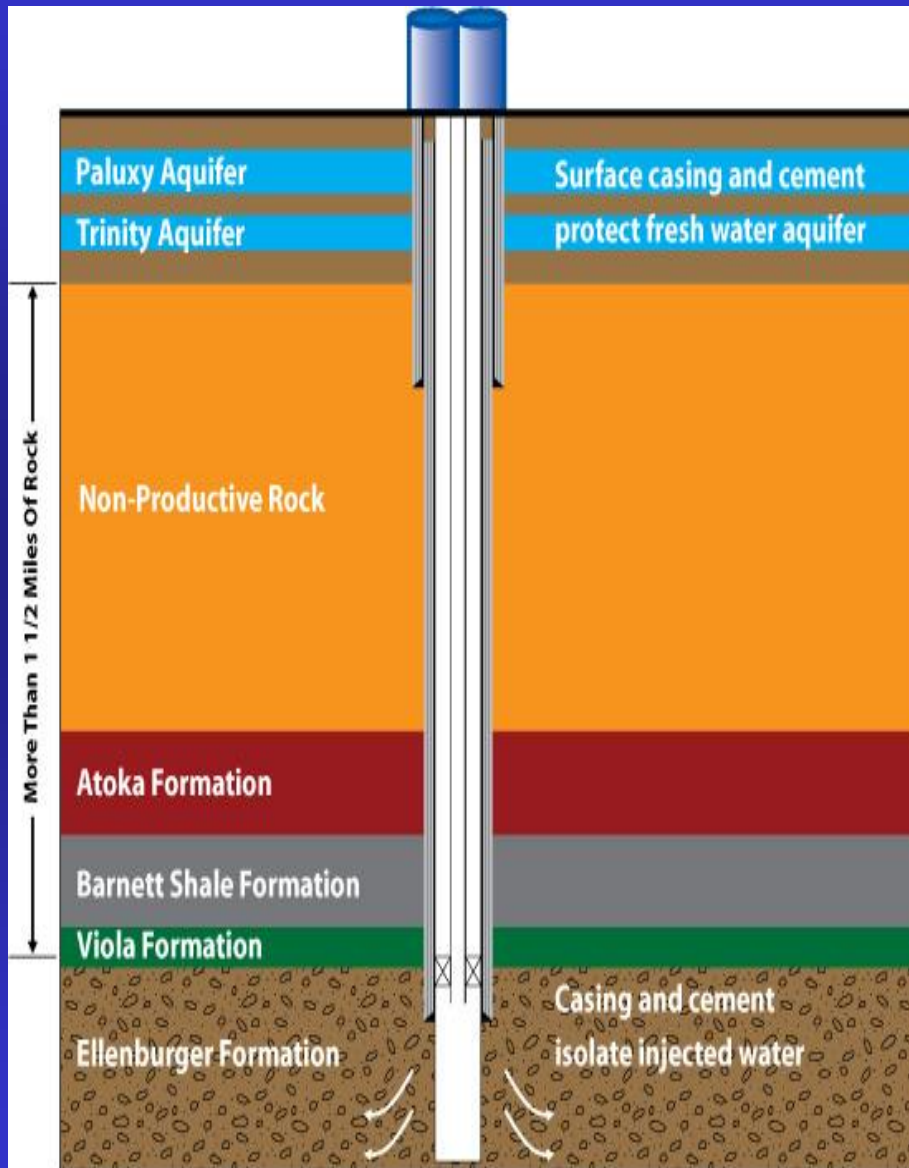 Paluxy Aquifer
Trinity Aquifer
Surface casing and cement
protect fresh water aquifer
More Than 1 1/2 Miles Of Rock
Non-Productive Rock
Atoka Formation
Barnett Shale Formation
Viola Formation
Ellenburger Formation
Casing and cement
isolate injected water